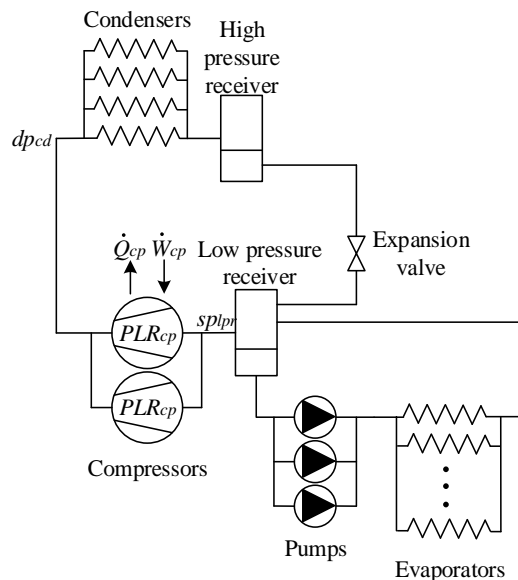 Condensers
High
pressure
receiver
dpcd
Q̇cp Ẇcp
Low pressure
receiver
Expansion
valve
PLRcp
splpr
PLRcp
Compressors
Pumps
Evaporators